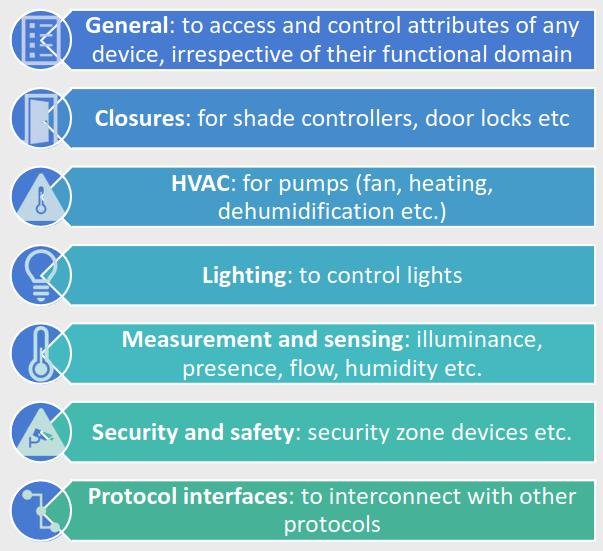 General: to access and control attributes of any
device, irrespective of their functional domain
Closures: for shade controllers, door locks etc
HVAC: for pumps (fan, heating,
dehumidification etc.)
Lighting: to control lights
Measurement and sensing: illuminance,
presence, flow, humidity etc.
Security and safety: security zone devices etc.
Protocol interfaces: to interconnect with other
protocols